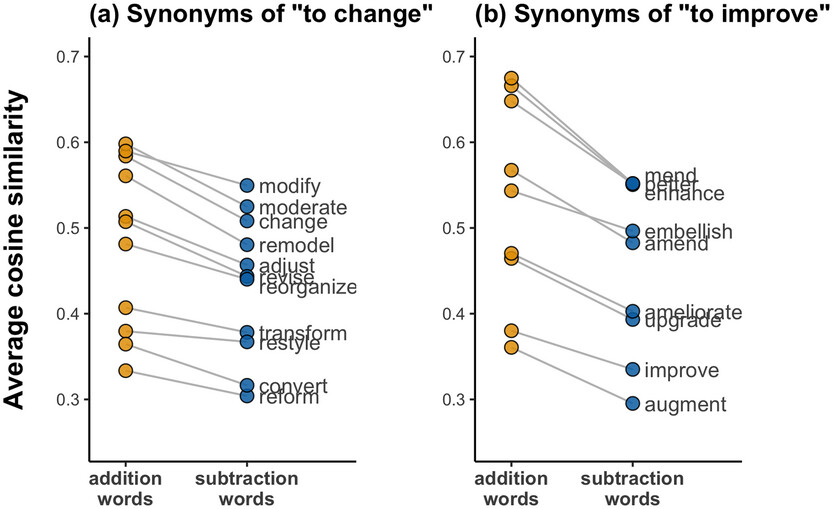 (a) Synonyms of "to change"
(b) Synonyms of "to improve"
Average cosine similarity
0.7
0.6
0.5
0.4
0.3
modify
moderate
change
remodel
adjust
revise
reorganize
transform
restyle
convert
reform
addition
words
subtraction
words
0.7
0.6
0.5
0.4
0.3
mend
better
enhance
embellish
amend
ameliorate
upgrade
improve
augment
addition
words
subtraction
words